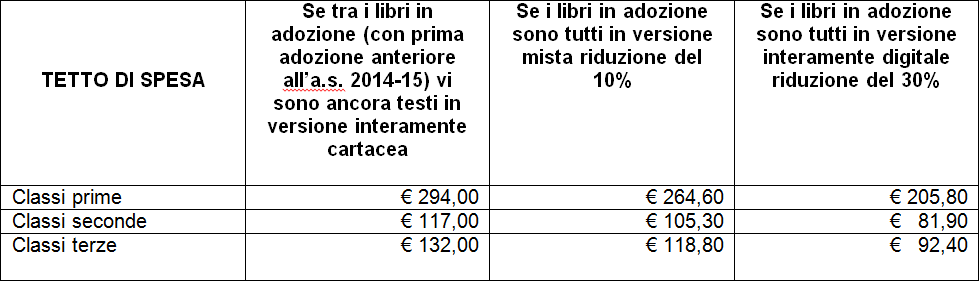 TETTO DI SPESA
Se tra i libri in
adozione (con prima
adozione anteriore
all'a.s. 2014-15) vi
sono ancora testi in
versione interamente
cartacea
Se i libri in adozione
sono tutti in versione
mista riduzione del
10%
Se i libri in adozione
sono tutti in versione
interamente digitale
riduzione del 30%
Classi prime € 294,00 € 264,60 € 205,80
Classi seconde € 117,00 € 105,30 € 81,90
Classi terze € 132,00 € 118,80 € 92,40